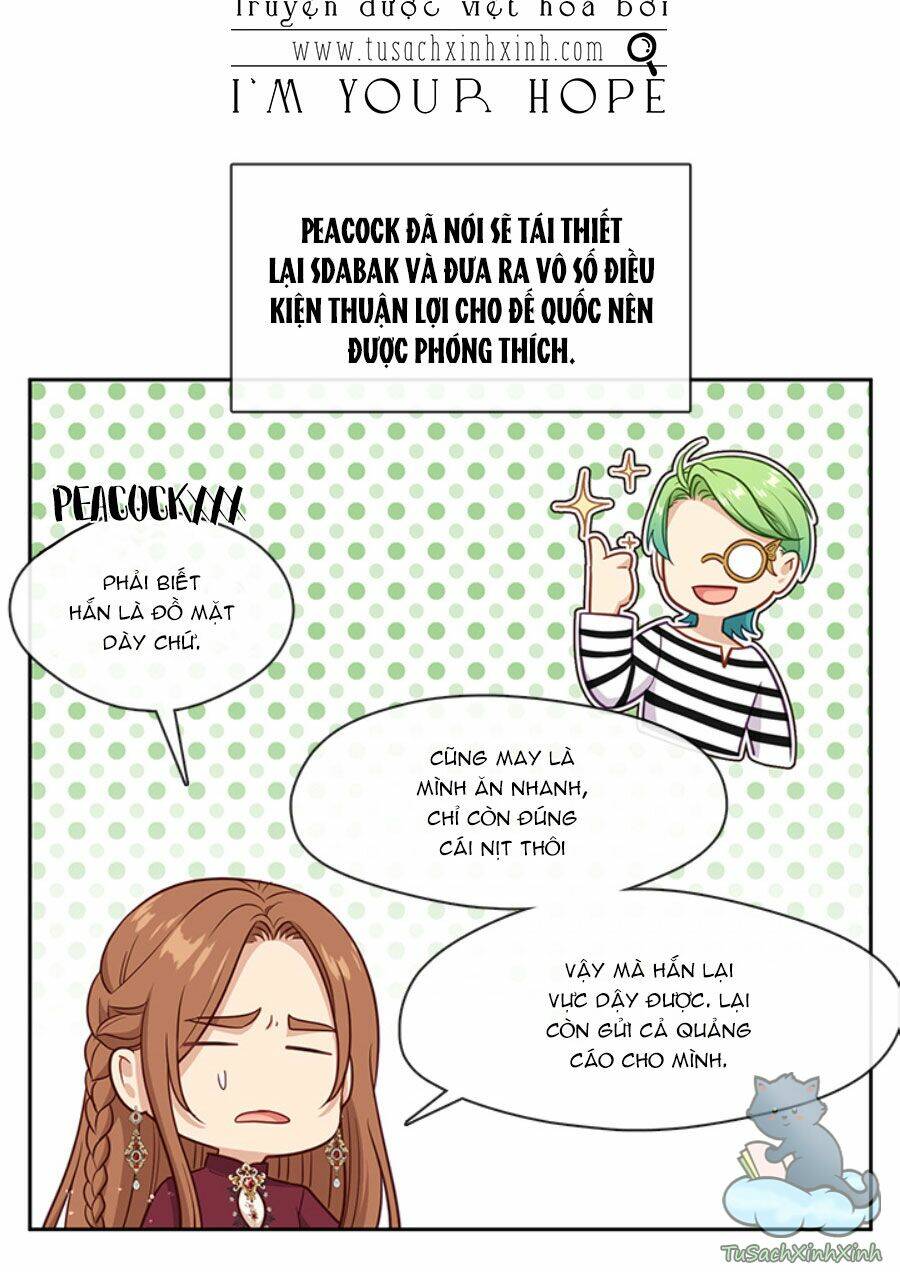 Truyện được việt hóa bởi
www.tusachxinhxinh.com
I'M YOUR HOPE
PEACOCK ĐÃ NÓI SẼ TÁI THIẾT
LẠI SDABAK VÀ ĐƯA RA VÔ SỐ ĐIỀU
KIỆN THUẬN LỢI CHO ĐẾ QUỐC NÊN
ĐƯỢC PHÓNG THÍCH.
PEACOCKXXX
PHẢI BIẾT
HẮN LÀ ĐỒ MẶT
DÀY CHỨ.
CŨNG MAY LÀ
MÌNH ĂN NHANH,
CHỈ CÒN ĐÚNG
CÁI NỊT THÔI
VẬY MÀ HẮN LẠI
VỰC DẬY ĐƯỢC. LẠI
CÒN GỬI CẢ QUẢNG
CÁO CHO MÌNH.
TuSachXinhXinh